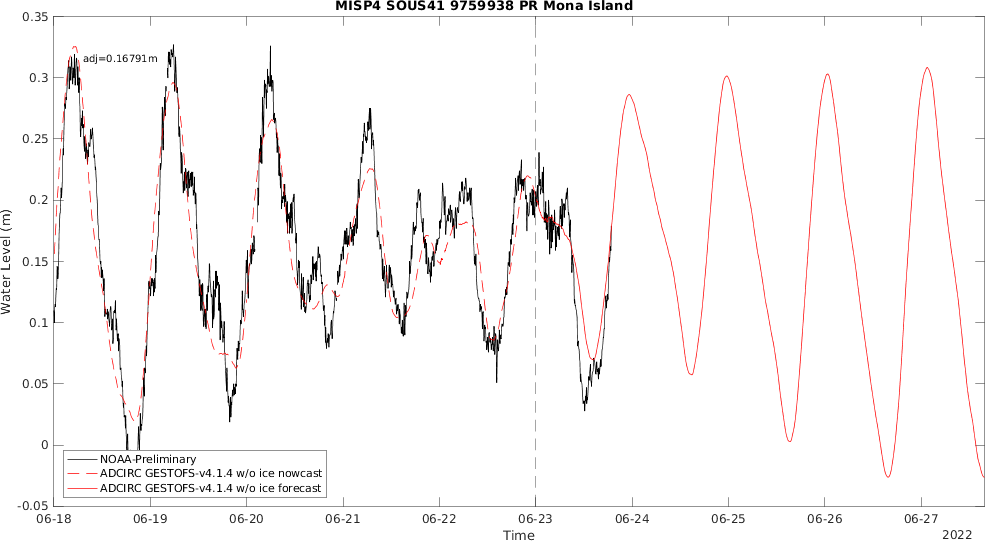 MISP4 SOUS41 9759938 PR Mona Island
0.35
0.3
0.25
0.2
0.15
0.1
0.05
0
-0.05
Water Level (m)
adj=0.16791m
NOAA-Preliminary
ADCIRC GESTOFS-v4.1.4 w/o ice nowcast
ADCIRC GESTOFS-v4.1.4 w/o ice forecast
06-18 06-19 06-20 06-21 06-22 06-23 06-24 06-25 06-26 06-27
Time
2022